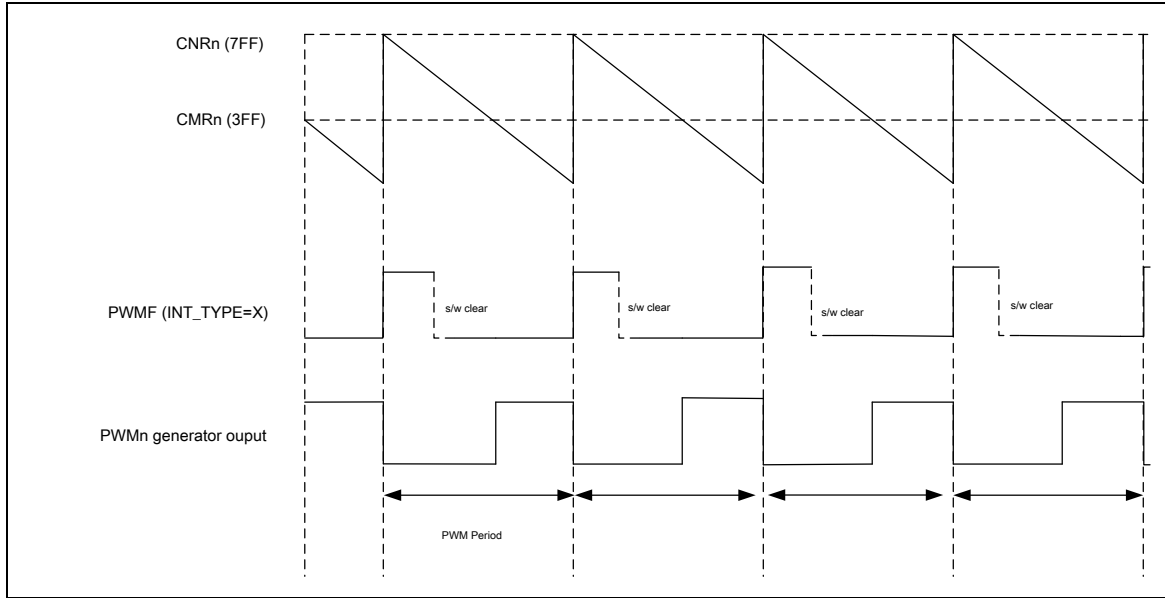 CNRn (7FF)
CMRn (3FF)
PWMF (INT_TYPE=X)
s/w clear
s/w clear
s/w clear
s/w clear
PWMn generator ouput
PWM Period